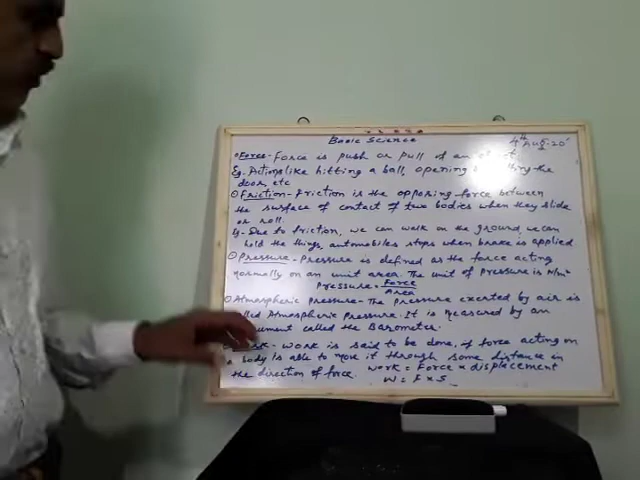 Basic Science
4th Aug-20
Force- Force is push or pull of an
Eg. Actions like hitting a ball, opening the
door, etc
Friction- Friction is the opposing force between
the surface of contact of two bodies when they slide
or roll.
Eg- Due to friction, we can walk on the ground, we can
hold the things, automobiles stops when brake is applied
Pressure- Pressure is defined as the force acting
normally on an unit area. The unit of Pressure is N/m²
Pressure = Force
Area
Atmospheric Pressure- The Pressure exerted by air is
Atmospheric Pressure. It is measured by an
called the Barometer.
Work is said to be done, if force acting on
a body is able to move it through some distance in
the direction of force. Work = Force × displacement
W = F × S